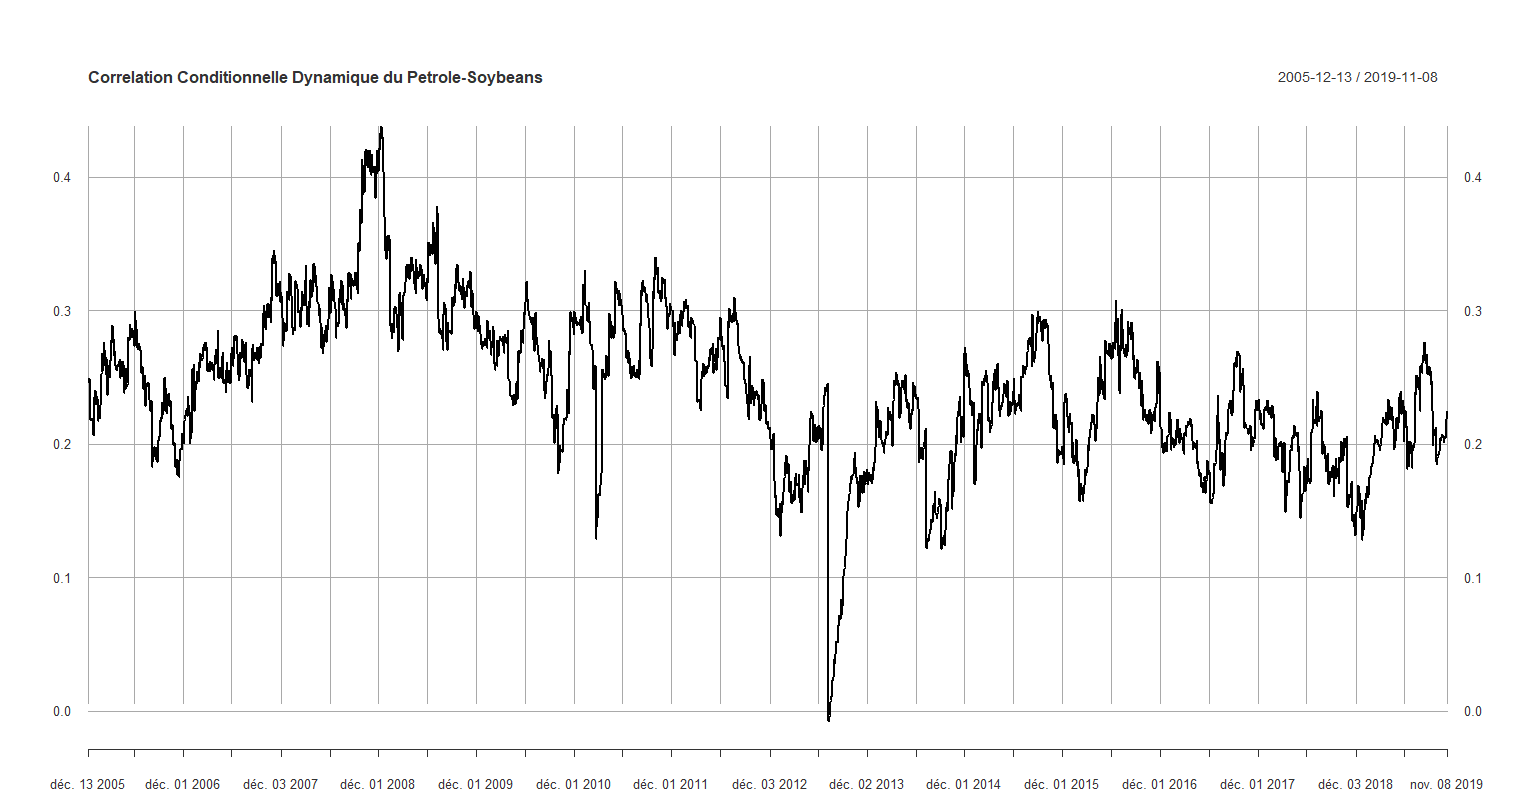 Correlation Conditionnelle Dynamique du Petrole-Soybeans 2005-12-13 / 2019-11-08
0.4 0.4
0.3 0.3
0.2 0.2
0.1 0.1
0.0 0.0
déc. 13 2005 déc. 01 2006 déc. 03 2007 déc. 01 2008 déc. 01 2009 déc. 01 2010 déc. 01 2011 déc. 03 2012 déc. 02 2013 déc. 01 2014 déc. 01 2015 déc. 01 2016 déc. 01 2017 déc. 03 2018 nov. 08 2019